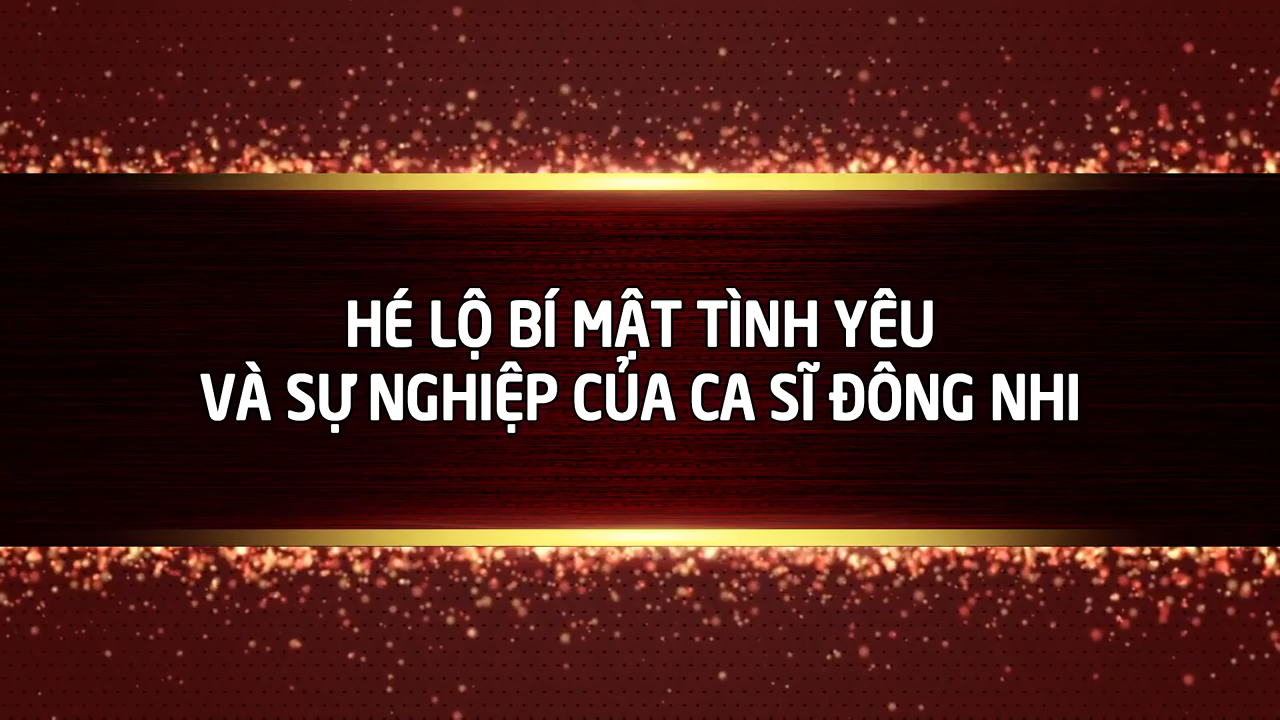 HÉ LỘ BÍ MẬT TÌNH YÊU
VÀ SỰ NGHIỆP CỦA CA SĨ ĐÔNG NHI